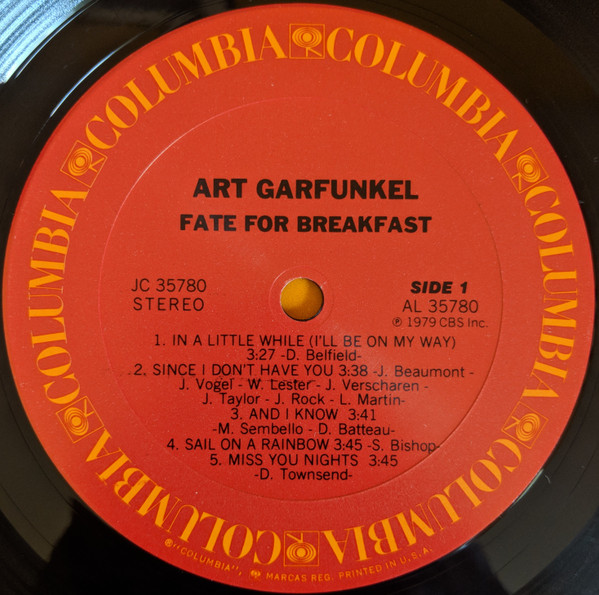 COLUMBIA COLUMBIA COLUMBIA COLUMBIA COLUMBIA COLUMBIA COLUMBIA COLUMBIA
ART GARFUNKEL
FATE FOR BREAKFAST
JC 35780
STEREO
SIDE 1
AL 35780
℗ 1979 CBS Inc.
1. IN A LITTLE WHILE (I'LL BE ON MY WAY)
3:27 -D. Belfield-
2. SINCE I DON'T HAVE YOU 3:38 -J. Beaumont -
J. Vogel - W. Lester - J. Verscharen -
J. Taylor - J. Rock - L. Martin-
3. AND I KNOW 3:41
-M. Sembello - D. Batteau-
4. SAIL ON A RAINBOW 3:45 -S. Bishop-
5. MISS YOU NIGHTS 3:45
-D. Townsend-
"COLUMBIA", MARCAS REG. PRINTED IN U.S.A.